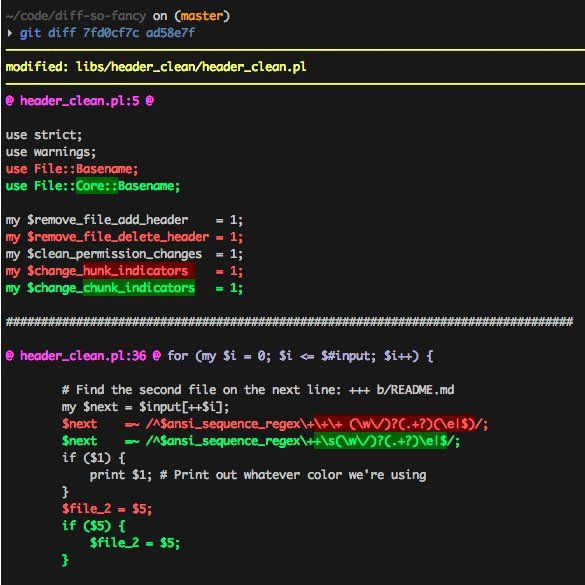 ~/code/diff-so-fancy on (master)
› git diff 7fd0cf7c ad58e7f
modified: libs/header_clean/header_clean.pl
@ header_clean.pl:5 @
use strict;
use warnings;
use File::Basename;
use File::Core::Basename;
my $remove_file_add_header    = 1;
my $remove_file_delete_header = 1;
my $clean_permission_changes  = 1;
my $change_hunk_indicators    = 1;
my $change_chunk_indicators   = 1;
#################################################################################
@ header_clean.pl:36 @ for (my $i = 0; $i <= $#input; $i++) {
        # Find the second file on the next line: +++ b/README.md
        my $next = $input[++$i];
        $next    =~ /^$ansi_sequence_regex\+\+\+ (\w\/)?(.+?)(\e|$)/;
        $next    =~ /^$ansi_sequence_regex\++\s(\w\/)?(.+?)\e|$/;
        if ($1) {
            print $1; # Print out whatever color we're using
        }
        $file_2 = $5;
        if ($5) {
            $file_2 = $5;
        }